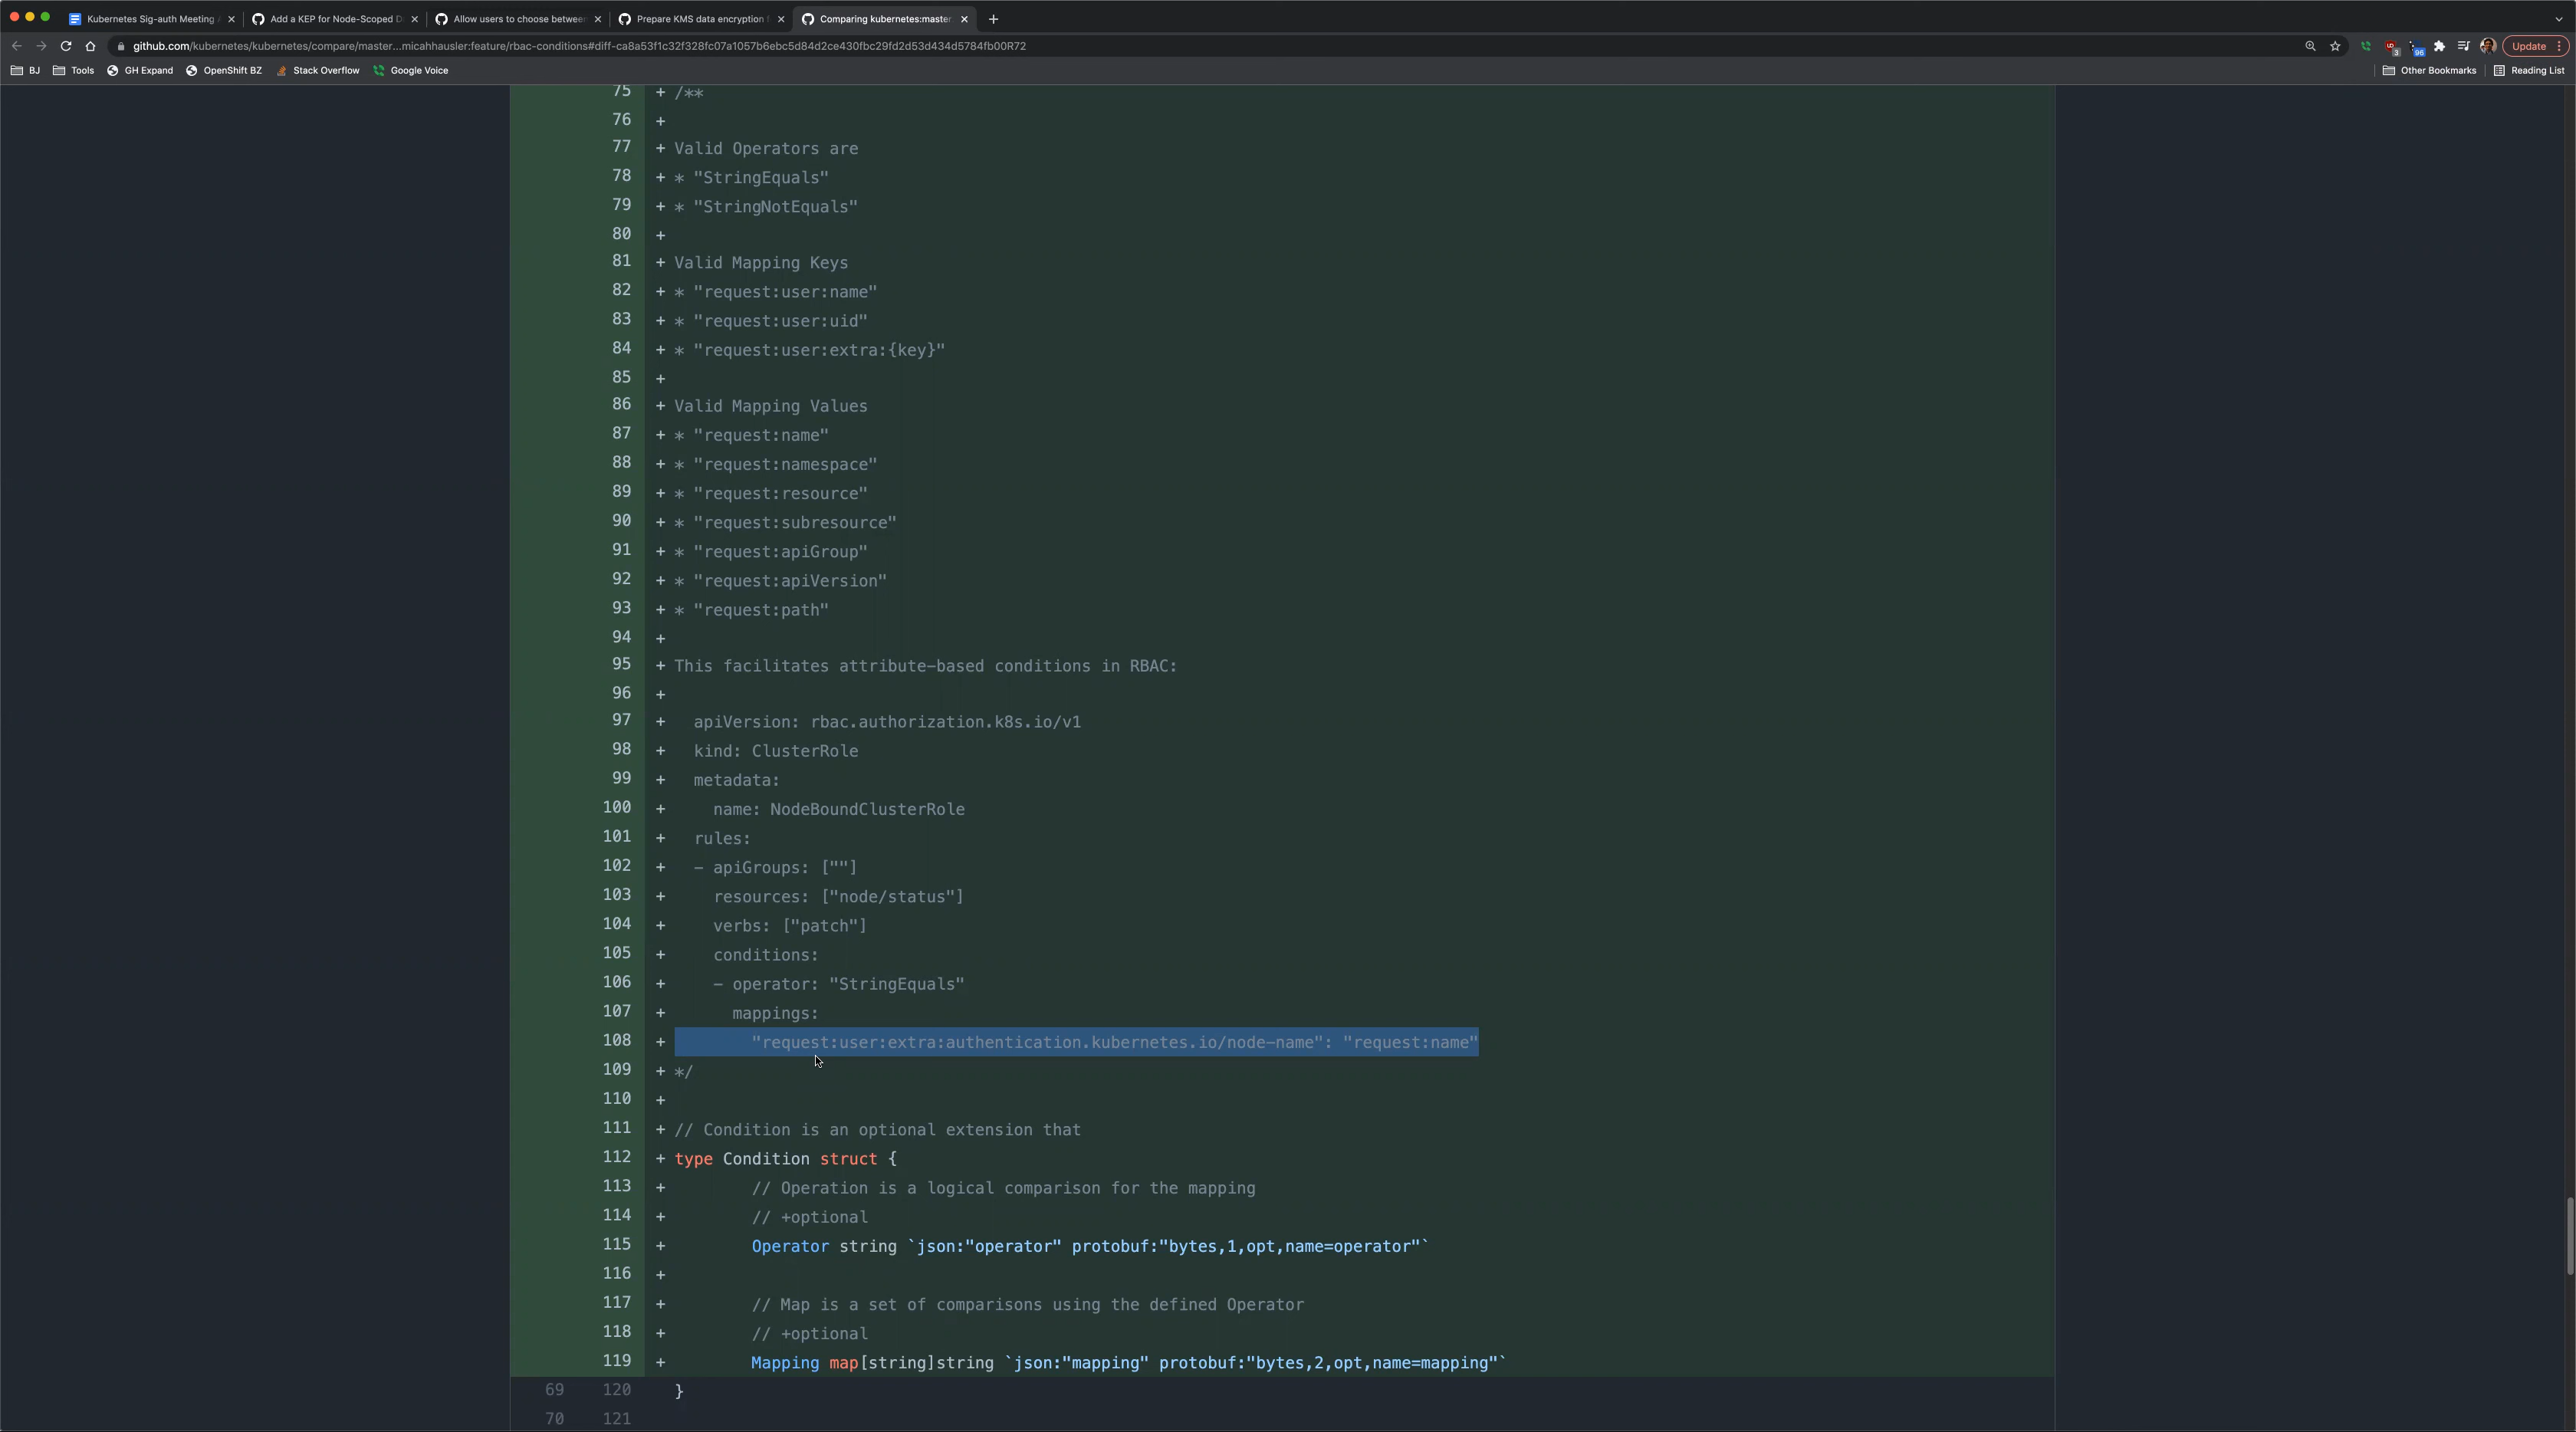 Kubernetes Sig-auth Meeting A
Add a KEP for Node-Scoped D
Allow users to choose between
Prepare KMS data encryption f
Comparing kubernetes:master
github.com/kubernetes/kubernetes/compare/master...micahhausler:feature/rbac-conditions#diff-ca8a53f1c32f328fc07a1057b6ebc5d84d2ce430fbc29fd2d53d434d5784fb00R72
3
96
Update
BJ
Tools
GH Expand
OpenShift BZ
Stack Overflow
Google Voice
Other Bookmarks
Reading List
75 + /**
76 +
77 + Valid Operators are
78 + * "StringEquals"
79 + * "StringNotEquals"
80 +
81 + Valid Mapping Keys
82 + * "request:user:name"
83 + * "request:user:uid"
84 + * "request:user:extra:{key}"
85 +
86 + Valid Mapping Values
87 + * "request:name"
88 + * "request:namespace"
89 + * "request:resource"
90 + * "request:subresource"
91 + * "request:apiGroup"
92 + * "request:apiVersion"
93 + * "request:path"
94 +
95 + This facilitates attribute-based conditions in RBAC:
96 +
97 + apiVersion: rbac.authorization.k8s.io/v1
98 + kind: ClusterRole
99 + metadata:
100 + name: NodeBoundClusterRole
101 + rules:
102 + - apiGroups: [""]
103 + resources: ["node/status"]
104 + verbs: ["patch"]
105 + conditions:
106 + - operator: "StringEquals"
107 + mappings:
108 + "request:user:extra:authentication.kubernetes.io/node-name": "request:name"
109 + */
110 +
111 + // Condition is an optional extension that
112 + type Condition struct {
113 + // Operation is a logical comparison for the mapping
114 + // +optional
115 + Operator string `json:"operator" protobuf:"bytes,1,opt,name=operator"`
116 +
117 + // Map is a set of comparisons using the defined Operator
118 + // +optional
119 + Mapping map[string]string `json:"mapping" protobuf:"bytes,2,opt,name=mapping"`
69 120 }
70 121